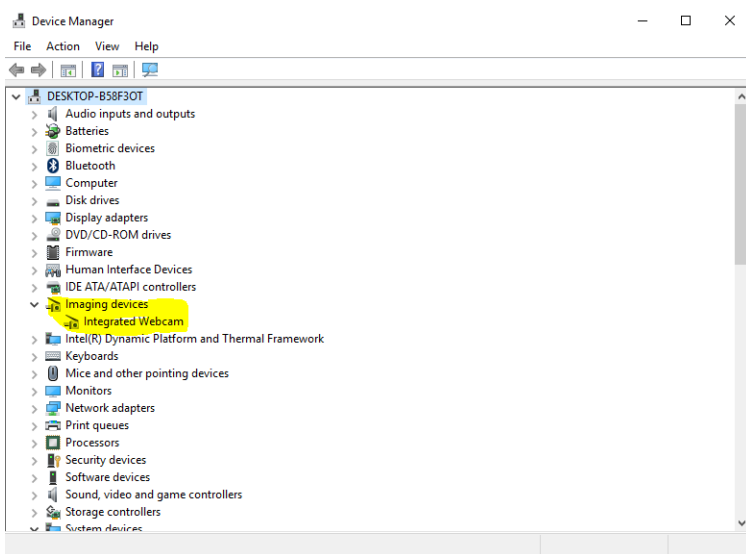 Device Manager
File Action View Help
DESKTOP-B58F3OT
Audio inputs and outputs
Batteries
Biometric devices
Bluetooth
Computer
Disk drives
Display adapters
DVD/CD-ROM drives
Firmware
Human Interface Devices
IDE ATA/ATAPI controllers
Imaging devices
Integrated Webcam
Intel(R) Dynamic Platform and Thermal Framework
Keyboards
Mice and other pointing devices
Monitors
Network adapters
Print queues
Processors
Security devices
Software devices
Sound, video and game controllers
Storage controllers
System devices